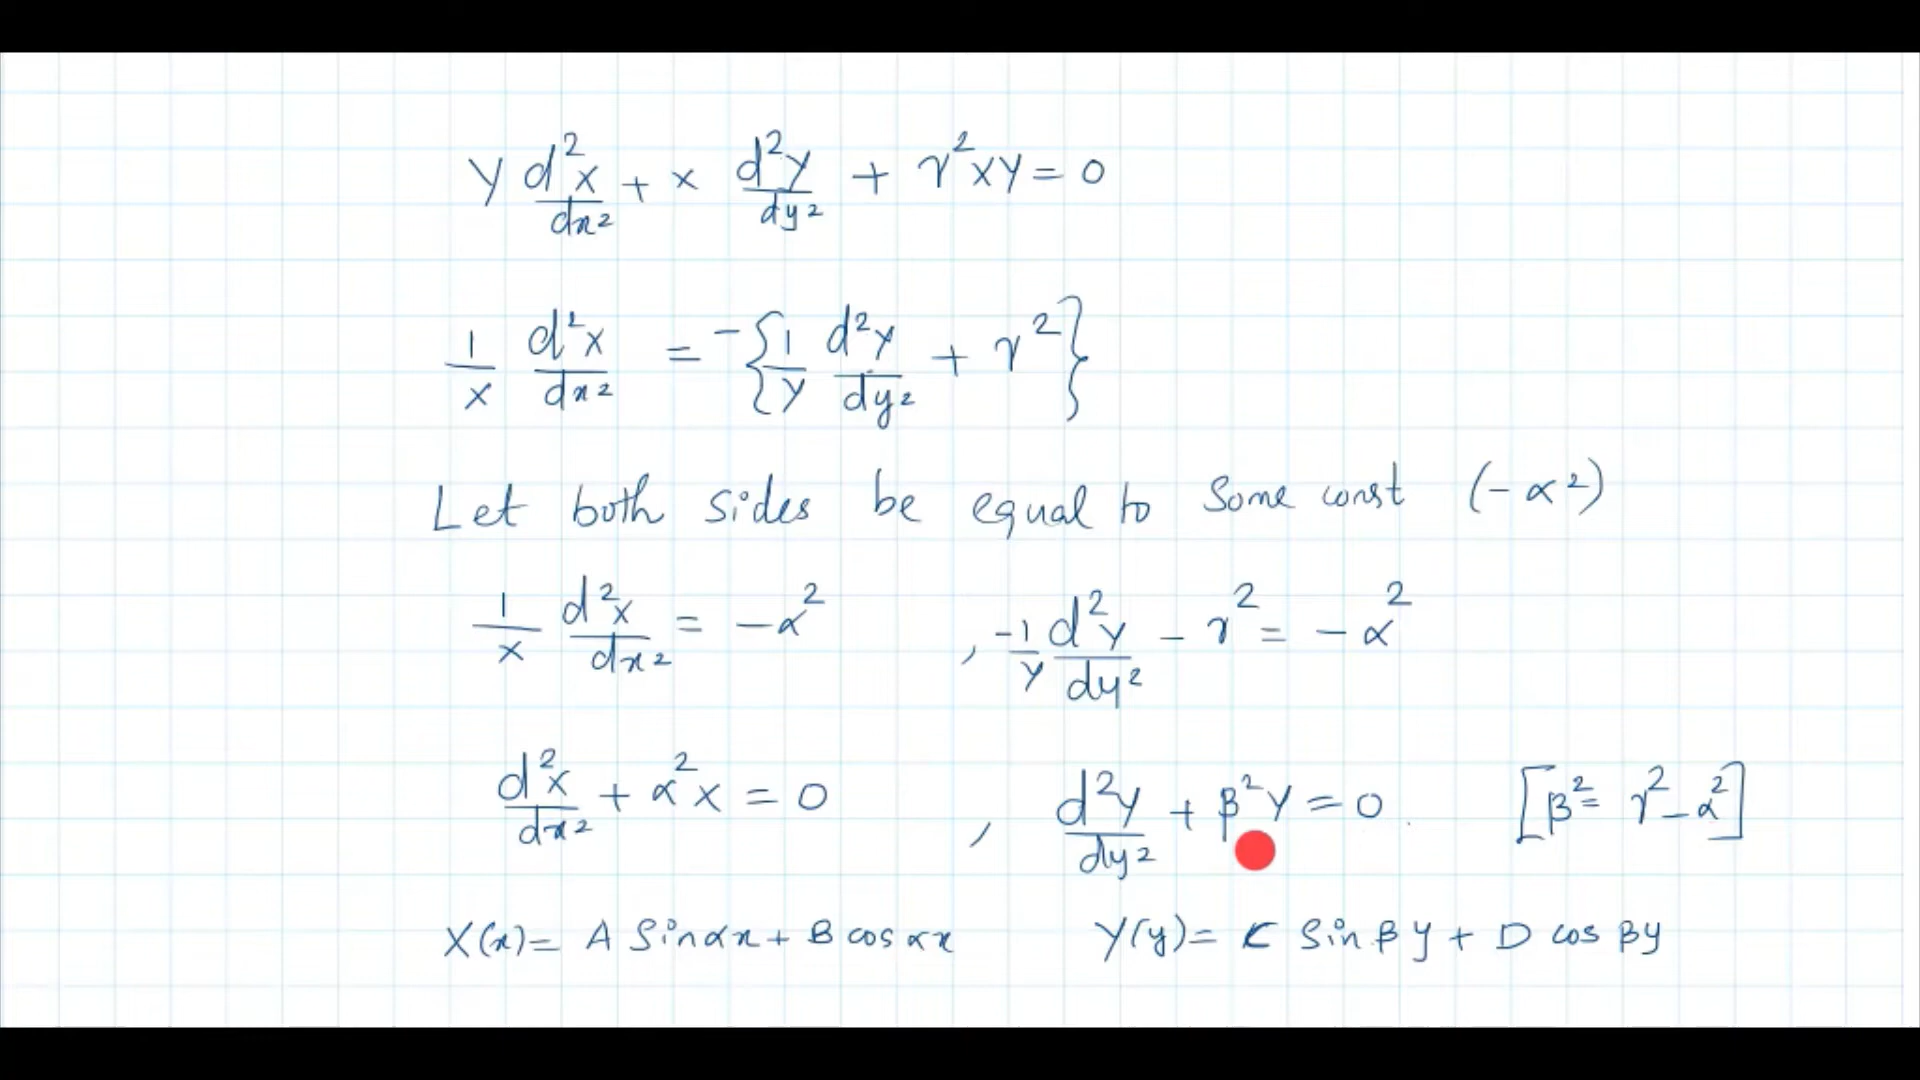 Y d²X/dx² + X d²Y/dy² + γ²XY = 0
1/X d²X/dx² = -{1/Y d²Y/dy² + γ²}
Let both sides be equal to some const (-α²)
1/X d²X/dx² = -α² , -1/Y d²Y/dy² - γ² = -α²
d²X/dx² + α²X = 0 , d²Y/dy² + β²Y = 0 . [β² = γ² - α²]
X(x) = A Sin αx + B cos αx Y(y) = C Sin βy + D cos βy